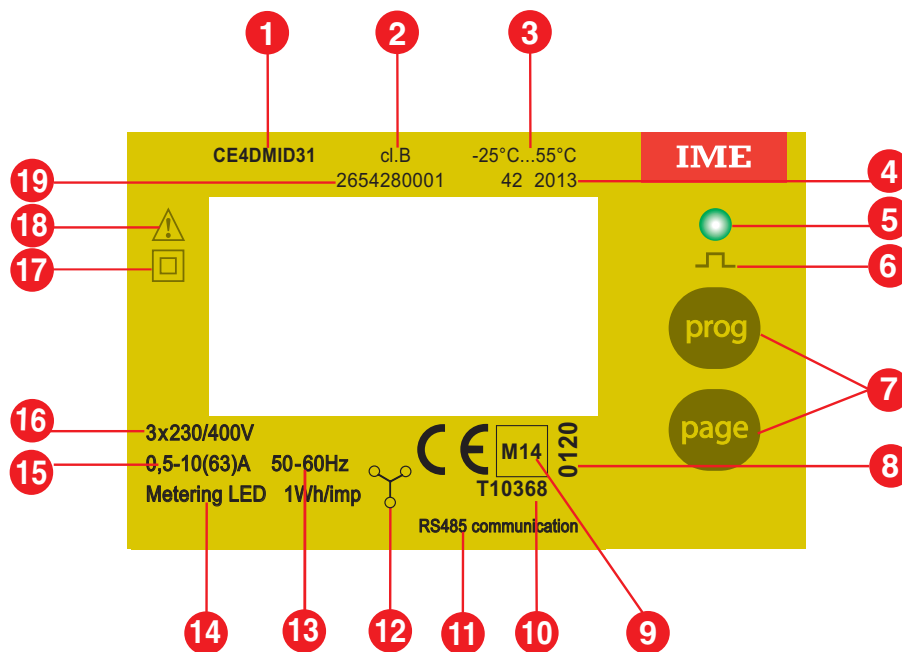 1 2 3
CE4DMID31 cl.B -25°C...55°C IME
19 2654280001 42 2013 4
18 5
17 6
prog
7
page
16 3x230/400V
15 0,5-10(63)A 50-60Hz CE M14 0120 8
Metering LED 1Wh/imp T10368
RS485 communication
14 13 12 11 10 9